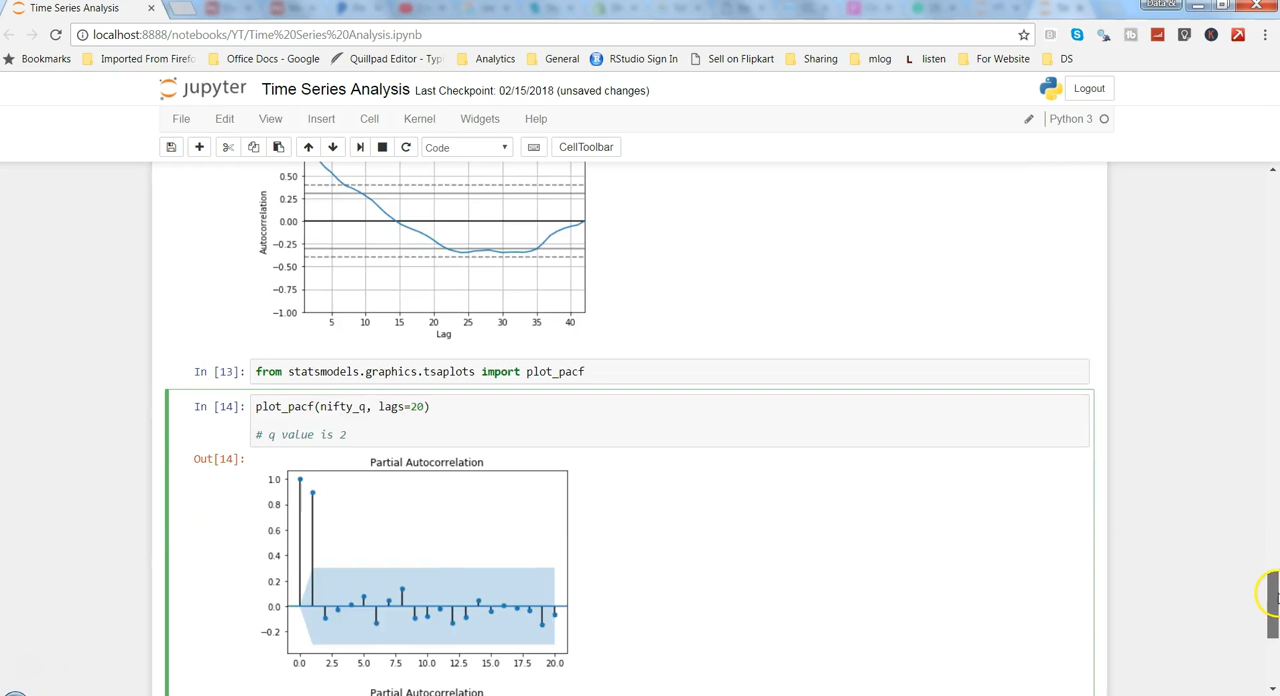 Time Series Analysis
Data &
localhost:8888/notebooks/YT/Time%20Series%20Analysis.ipynb
Bookmarks Imported From Firefo Office Docs - Google Quillpad Editor - Typi Analytics General RStudio Sign In Sell on Flipkart Sharing mlog L listen For Website DS
jupyter Time Series Analysis Last Checkpoint: 02/15/2018 (unsaved changes) Logout
File Edit View Insert Cell Kernel Widgets Help Python 3
Code CellToolbar
0.50
0.25
0.00
−0.25
−0.50
−0.75
−1.00
Autocorrelation
5 10 15 20 25 30 35 40
Lag
In [13]: from statsmodels.graphics.tsaplots import plot_pacf
In [14]: plot_pacf(nifty_q, lags=20)
# q value is 2
Out[14]:
Partial Autocorrelation
1.0
0.8
0.6
0.4
0.2
0.0
−0.2
0.0 2.5 5.0 7.5 10.0 12.5 15.0 17.5 20.0
Partial Autocorrelation